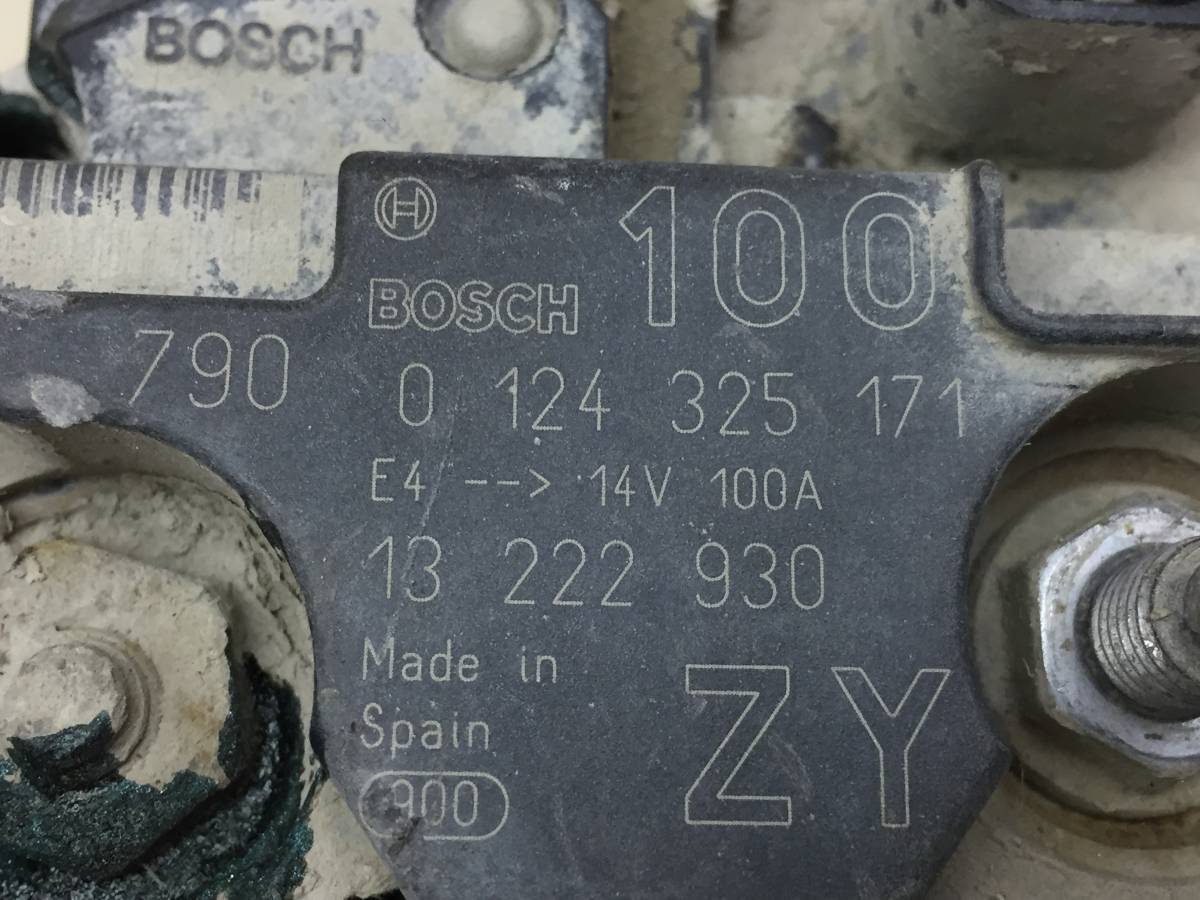 BOSCH
100
BOSCH
790
0 124 325 171
E4 --> 14V 100A
13 222 930
Made in
Spain
ZY
900